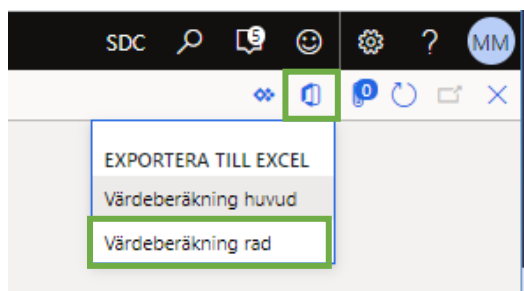 SDC 5 ? MM
0
EXPORTERA TILL EXCEL
Värdeberäkning huvud
Värdeberäkning rad